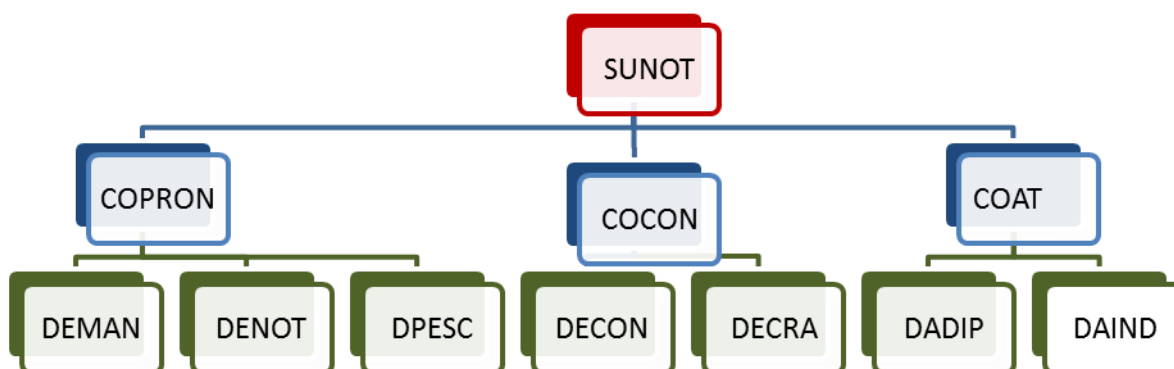 SUNOT
COPRON
COCON
COAT
DEMAN
DENOT
DPESC
DECON
DECRA
DADIP
DAIND